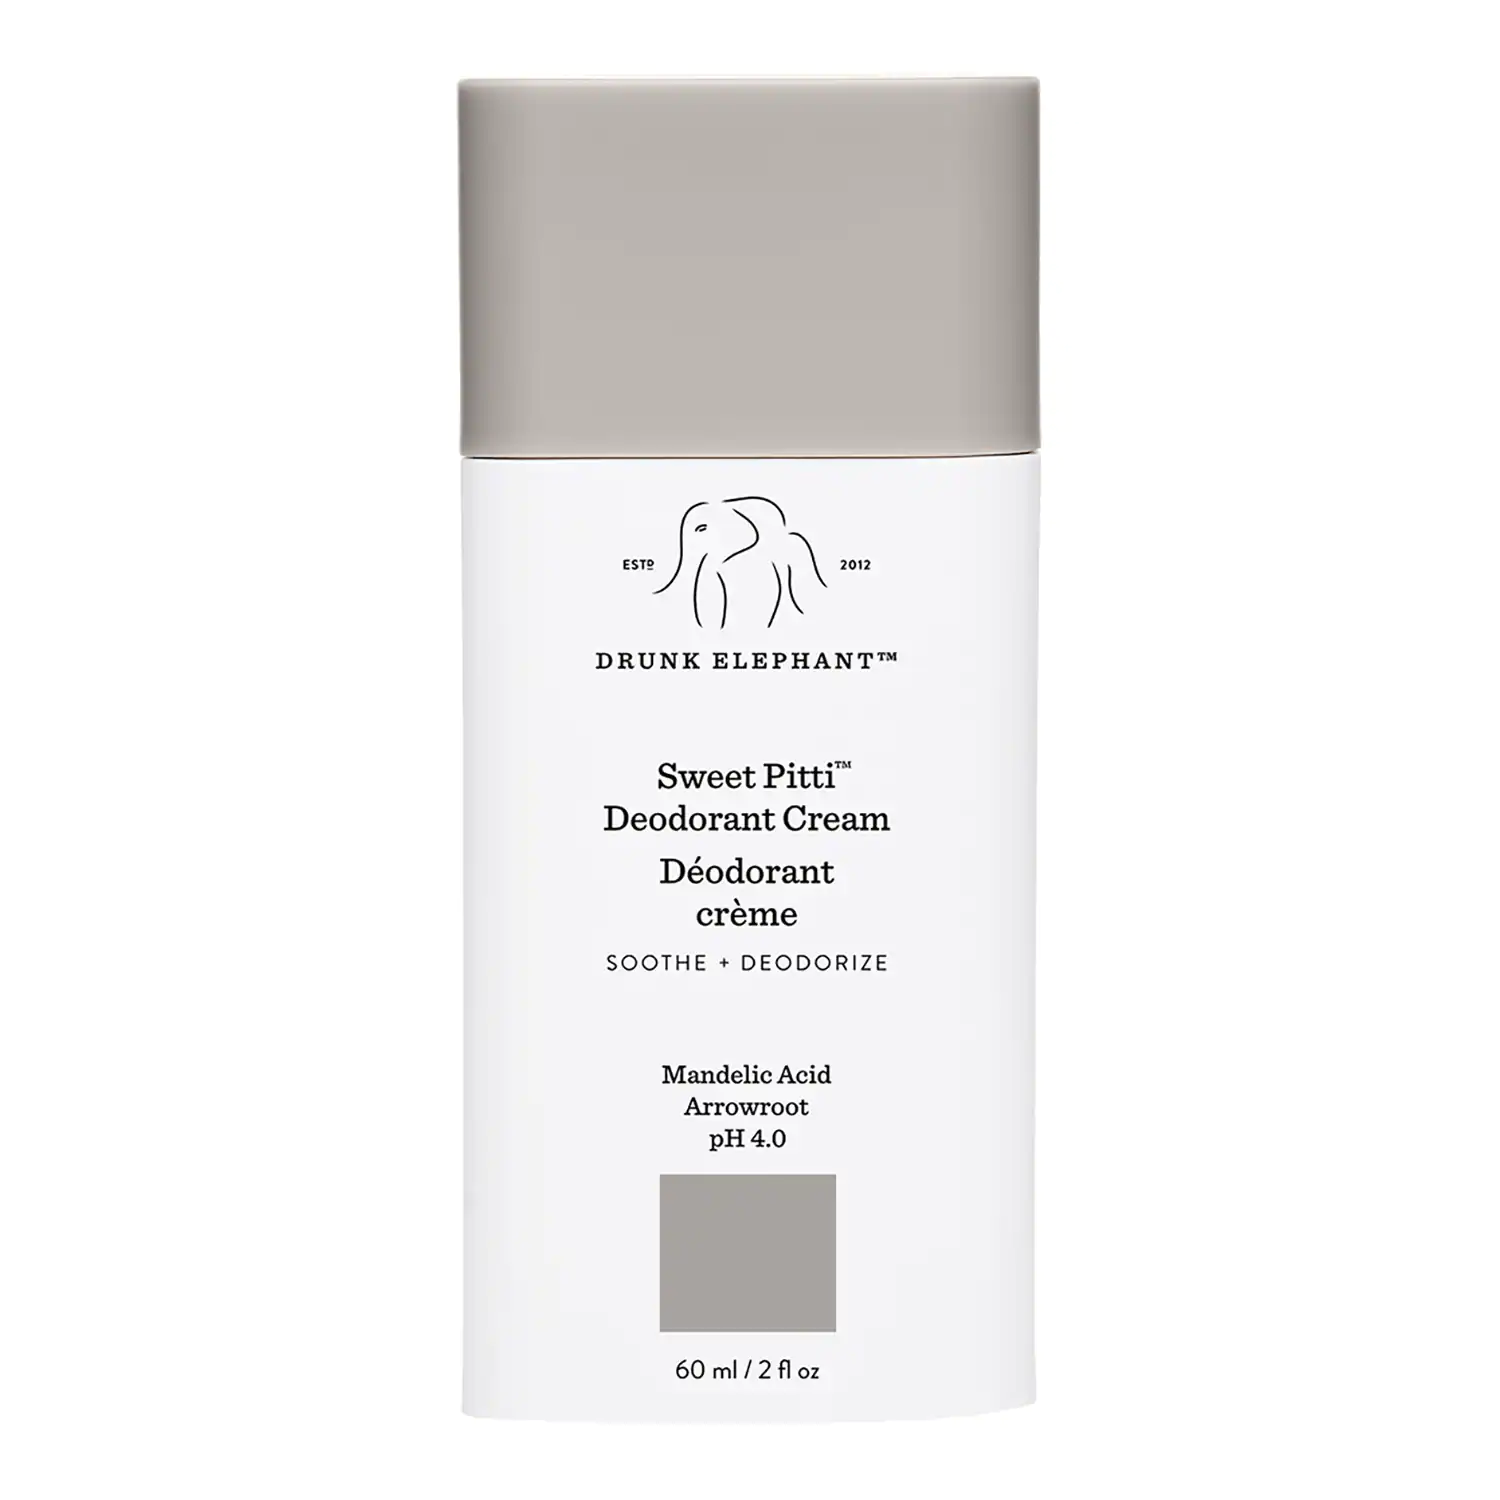 ESTD 2012
DRUNK ELEPHANT™
Sweet Pitti™
Deodorant Cream
Déodorant
crème
SOOTHE + DEODORIZE
Mandelic Acid
Arrowroot
pH 4.0
60 ml / 2 fl oz